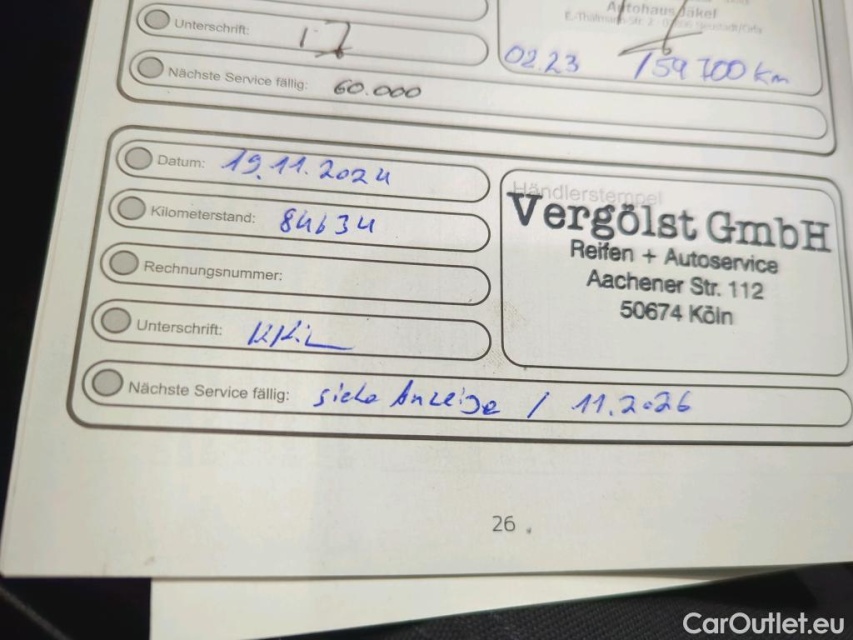 Autohaus Jäkel
Unterschrift:
02.23 159 700 km
Nächste Service fällig: 60.000
Datum: 19.11.2024
Kilometerstand: 84634
Rechnungsnummer:
Unterschrift:
Nächste Service fällig: siehe Anzeige / 11.2026
Händlerstempel
Vergölst GmbH
Reifen + Autoservice
Aachener Str. 112
50674 Köln
26
CarOutlet.eu